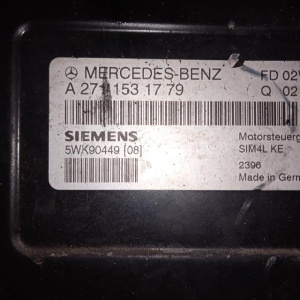 MERCEDES-BENZ FD 02
A 271 153 17 79 Q 02
SIEMENS Motorsteuerg
5WK90449 [08] SIM4L KE
2396
Made in Germ